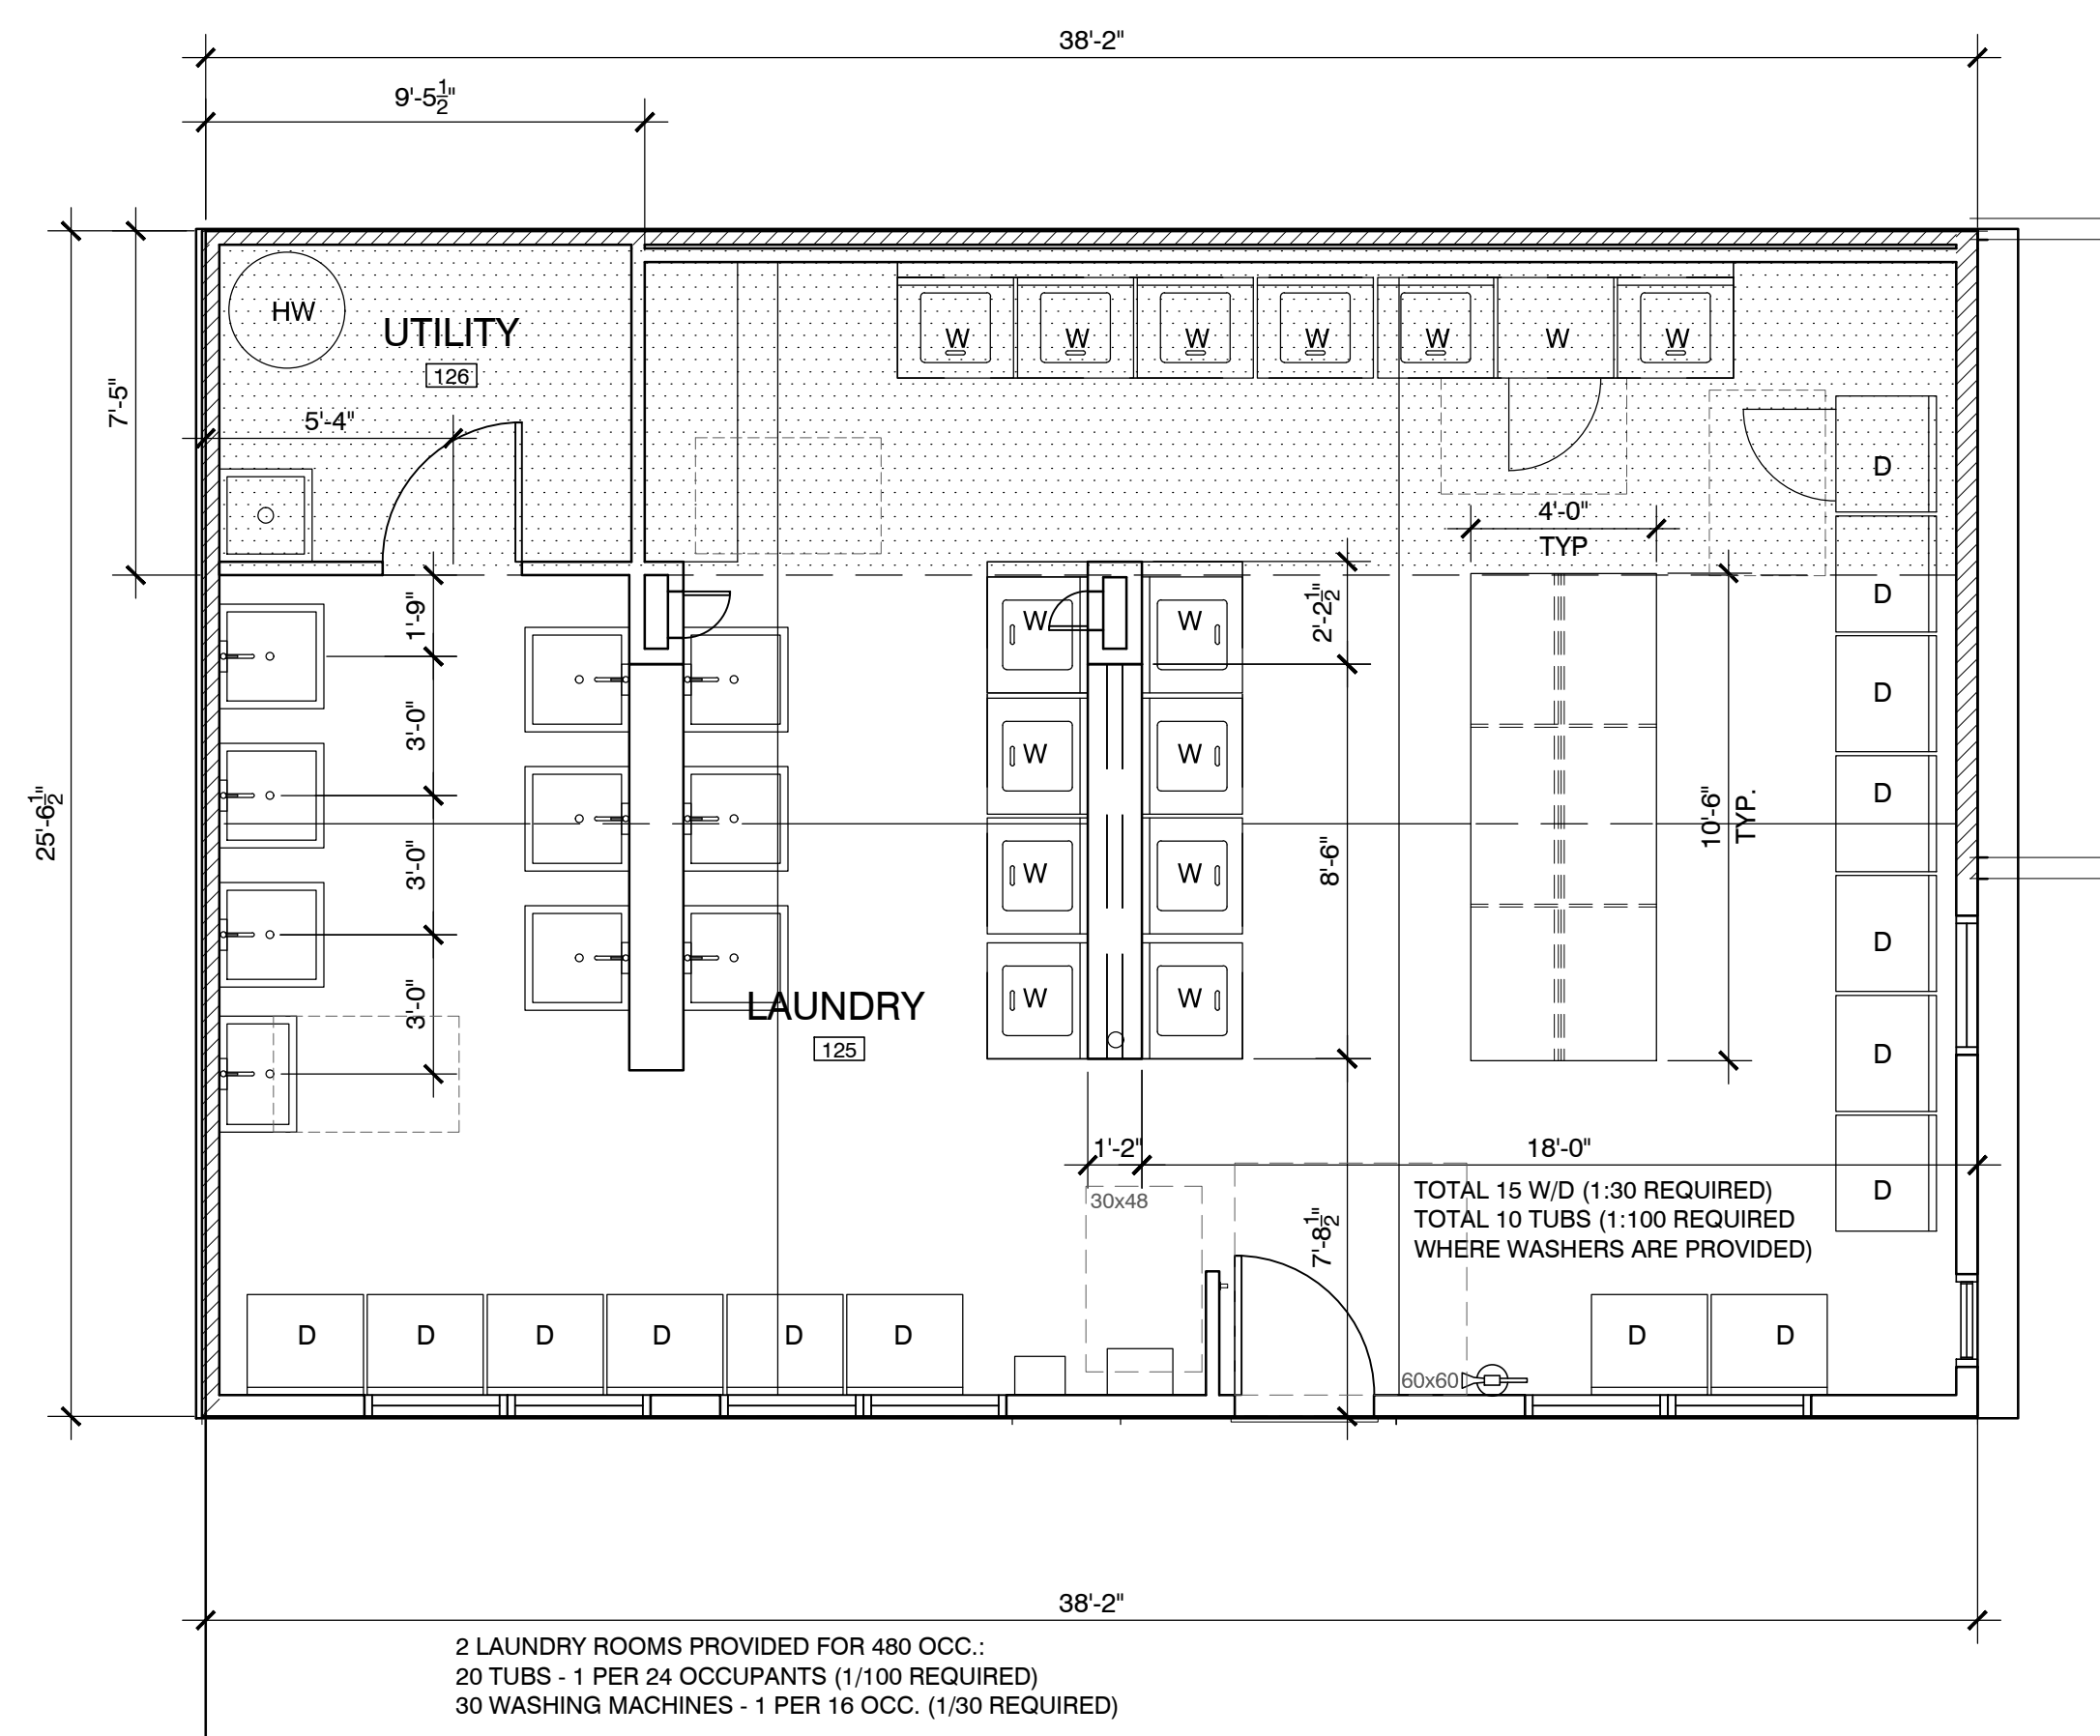 38'-2"
9'-5 1/2"
HW
UTILITY
126
W W W W W W W
7'-5"
5'-4"
D
4'-0"
TYP
1'-9"
W W
2'-2 1/2"
D
3'-0"
D
W W
25'-6 1/2"
10'-6"
TYP.
D
3'-0"
W W
8'-6"
D
3'-0"
LAUNDRY
W W
125
D
1'-2"
18'-0"
30x48
7'-8 1/2"
TOTAL 15 W/D (1:30 REQUIRED)
TOTAL 10 TUBS (1:100 REQUIRED
WHERE WASHERS ARE PROVIDED)
D
D D D D D D
D D
60x60
38'-2"
2 LAUNDRY ROOMS PROVIDED FOR 480 OCC.:
20 TUBS - 1 PER 24 OCCUPANTS (1/100 REQUIRED)
30 WASHING MACHINES - 1 PER 16 OCC. (1/30 REQUIRED)